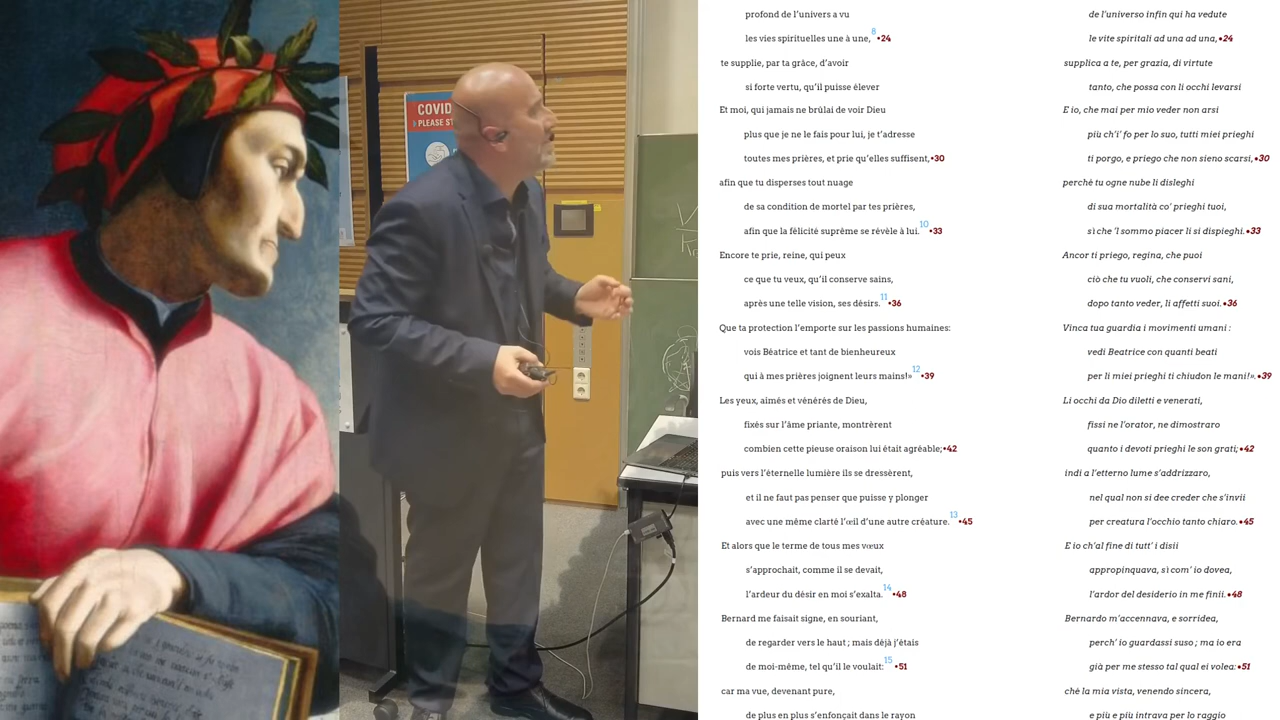 COVID
PLEASE ST
profond de l'univers a vu
les vies spirituelles une à une,8 •24
te supplie, par ta grâce, d'avoir
si forte vertu, qu'il puisse élever
Et moi, qui jamais ne brûlai de voir Dieu
plus que je ne le fais pour lui, je t'adresse
toutes mes prières, et prie qu'elles suffisent,•30
afin que tu disperses tout nuage
de sa condition de mortel par tes prières,
afin que la félicité suprême se révèle à lui.10•33
Encore te prie, reine, qui peux
ce que tu veux, qu'il conserve sains,
après une telle vision, ses désirs.11•36
Que ta protection l'emporte sur les passions humaines:
vois Béatrice et tant de bienheureux
qui à mes prières joignent leurs mains!»12•39
Les yeux, aimés et vénérés de Dieu,
fixés sur l'âme priante, montrèrent
combien cette pieuse oraison lui était agréable;•42
puis vers l'éternelle lumière ils se dressèrent,
et il ne faut pas penser que puisse y plonger
avec une même clarté l'œil d'une autre créature.13•45
Et alors que le terme de tous mes vœux
s'approchait, comme il se devait,
l'ardeur du désir en moi s'exalta.14•48
Bernard me faisait signe, en souriant,
de regarder vers le haut ; mais déjà j'étais
de moi-même, tel qu'il le voulait:15•51
car ma vue, devenant pure,
de plus en plus s'enfonçait dans le rayon
de l'universo infin qui ha vedute
le vite spiritali ad una ad una,•24
supplica a te, per grazia, di virtute
tanto, che possa con li occhi levarsi
E io, che mai per mio veder non arsi
più ch'i' fo per lo suo, tutti miei prieghi
ti porgo, e priego che non sieno scarsi,•30
perché tu ogne nube li disleghi
di sua mortalità co' prieghi tuoi,
sì che 'l sommo piacer li si dispieghi.•33
Ancor ti priego, regina, che puoi
ciò che tu vuoli, che conservi sani,
dopo tanto veder, li affetti suoi.•36
Vinca tua guardia i movimenti umani :
vedi Beatrice con quanti beati
per li miei prieghi ti chiudon le mani!».•39
Li occhi da Dio diletti e venerati,
fissi ne l'orator, ne dimostraro
quanto i devoti prieghi le son grati;•42
indi a l'etterno lume s'addrizzaro,
nel qual non si dee creder che s'invii
per creatura l'occhio tanto chiaro.•45
E io ch'al fine di tutt' i disii
appropinquava, sì com' io dovea,
l'ardor del desiderio in me finii.•48
Bernardo m'accennava, e sorridea,
perch' io guardassi suso ; ma io era
già per me stesso tal qual ei volea:•51
ché la mia vista, venendo sincera,
e più e più intrava per lo raggio